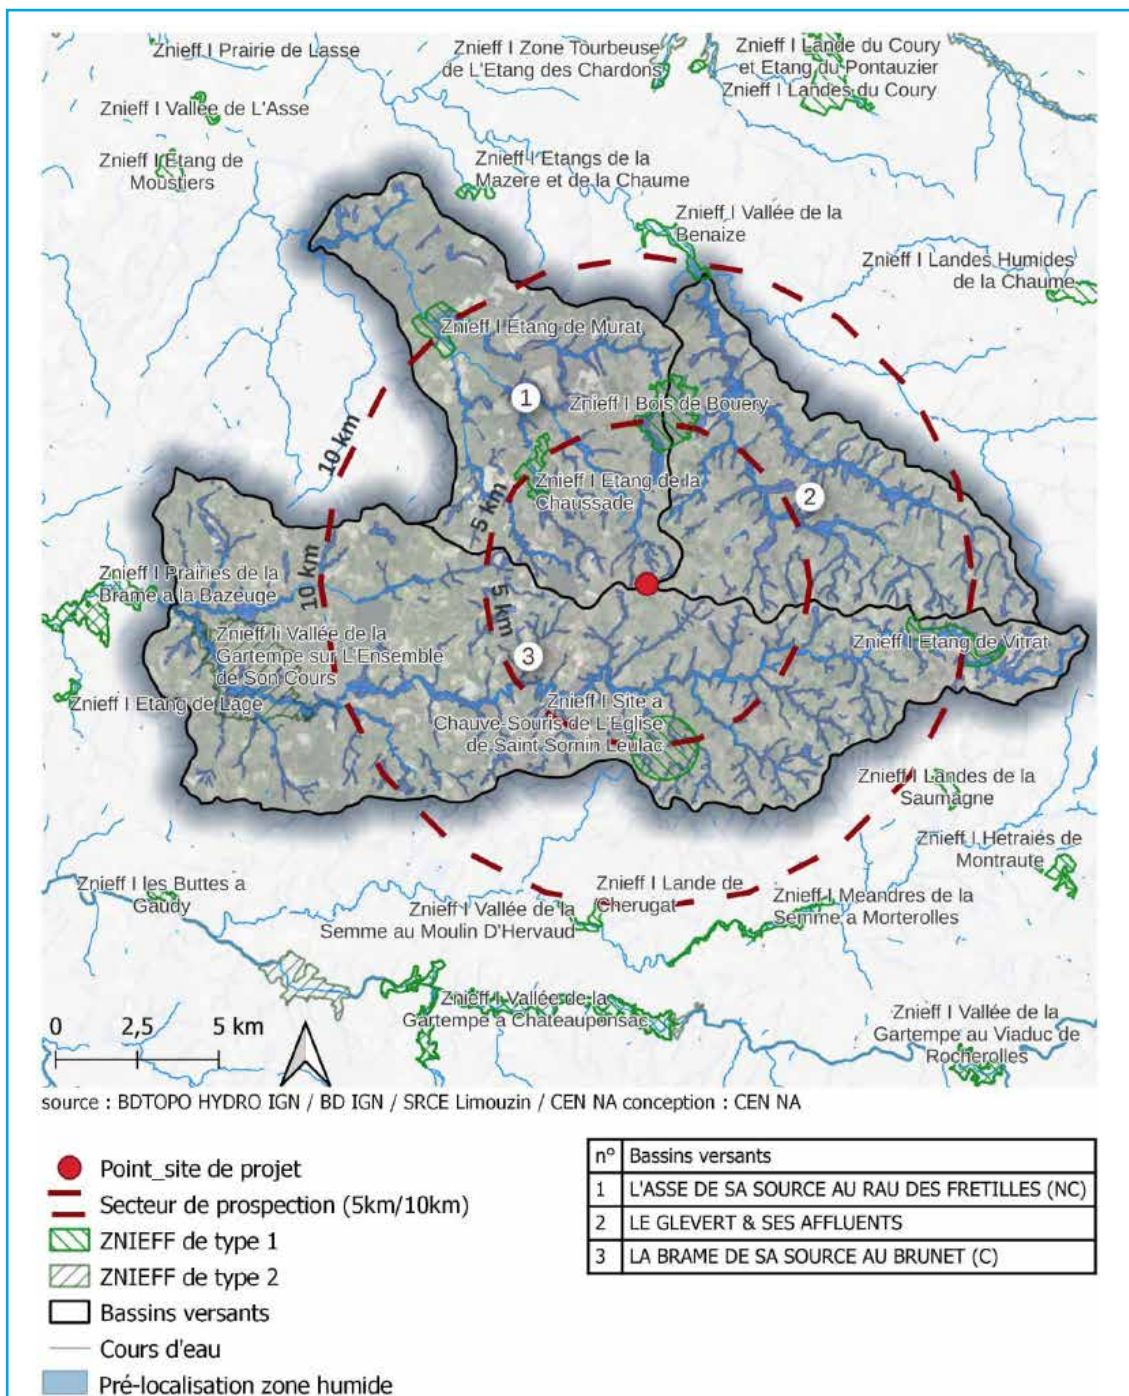 Znieff I Prairie de Lasse
Znieff I Zone Tourbeuse
de L'Etang des Chardons
Znieff I Lande du Coury
et Etang du Pontauzier
Znieff I Landes du Coury
Znieff I Vallée de L'Asse
Znieff I Etang de
Moustiers
Znieff I Etangs de la
Mazere et de la Chaume
Znieff I Vallée de la
Benaize
Znieff I Landes Humides
de la Chaume
Znieff I Etang de Murat
1
Znieff I Bois de Bouery
10 km
Znieff I Etang de la
Chaussade
2
5 km
10 km
5 km
Znieff I Prairies de la
Brame a la Bazeuge
Znieff Ii Vallée de la
Gartempe sur L'Ensemble
de Son Cours
3
Znieff I Etang de Vitrat
Znieff I Etang de Lage
Znieff I Site a
Chauve-Souris de L'Eglise
de Saint Sornin Leulac
Znieff I Landes de la
Saumagne
Znieff I Hetraies de
Montraute
Znieff I les Buttes a
Gaudy
Znieff I Lande de
Cherugat
Znieff I Vallée de la
Semme au Moulin D'Hervaud
Znieff I Meandres de la
Semme a Morterolles
Znieff I Vallée de la
Gartempe a Chateauponsac
Znieff I Vallée de la
Gartempe au Viaduc de
Rocherolles
0 2,5 5 km
source : BDTOPO HYDRO IGN / BD IGN / SRCE Limouzin / CEN NA conception : CEN NA
Point_site de projet
Secteur de prospection (5km/10km)
ZNIEFF de type 1
ZNIEFF de type 2
Bassins versants
Cours d'eau
Pré-localisation zone humide
n° Bassins versants
1 L'ASSE DE SA SOURCE AU RAU DES FRETILLES (NC)
2 LE GLEVERT & SES AFFLUENTS
3 LA BRAME DE SA SOURCE AU BRUNET (C)